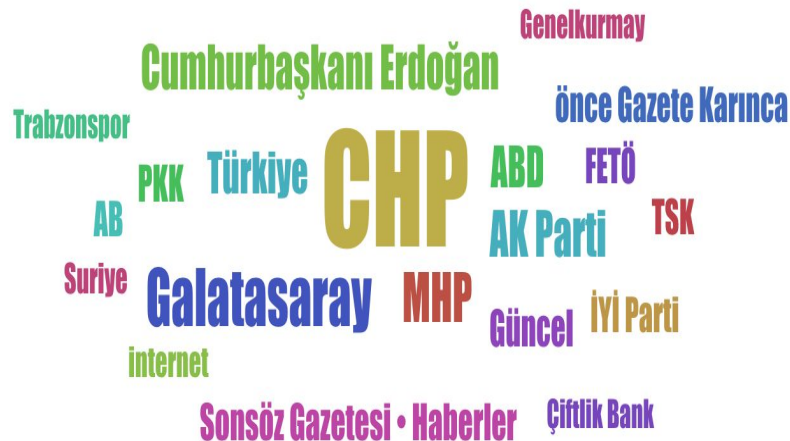 Genelkurmay
Cumhurbaşkanı Erdoğan
önce Gazete Karınca
Trabzonspor
CHP
PKK
Türkiye
ABD
FETÖ
AB
AK Parti
TSK
Suriye
Galatasaray
MHP
Güncel
İYİ Parti
internet
Sonsöz Gazetesi • Haberler
Çiftlik Bank